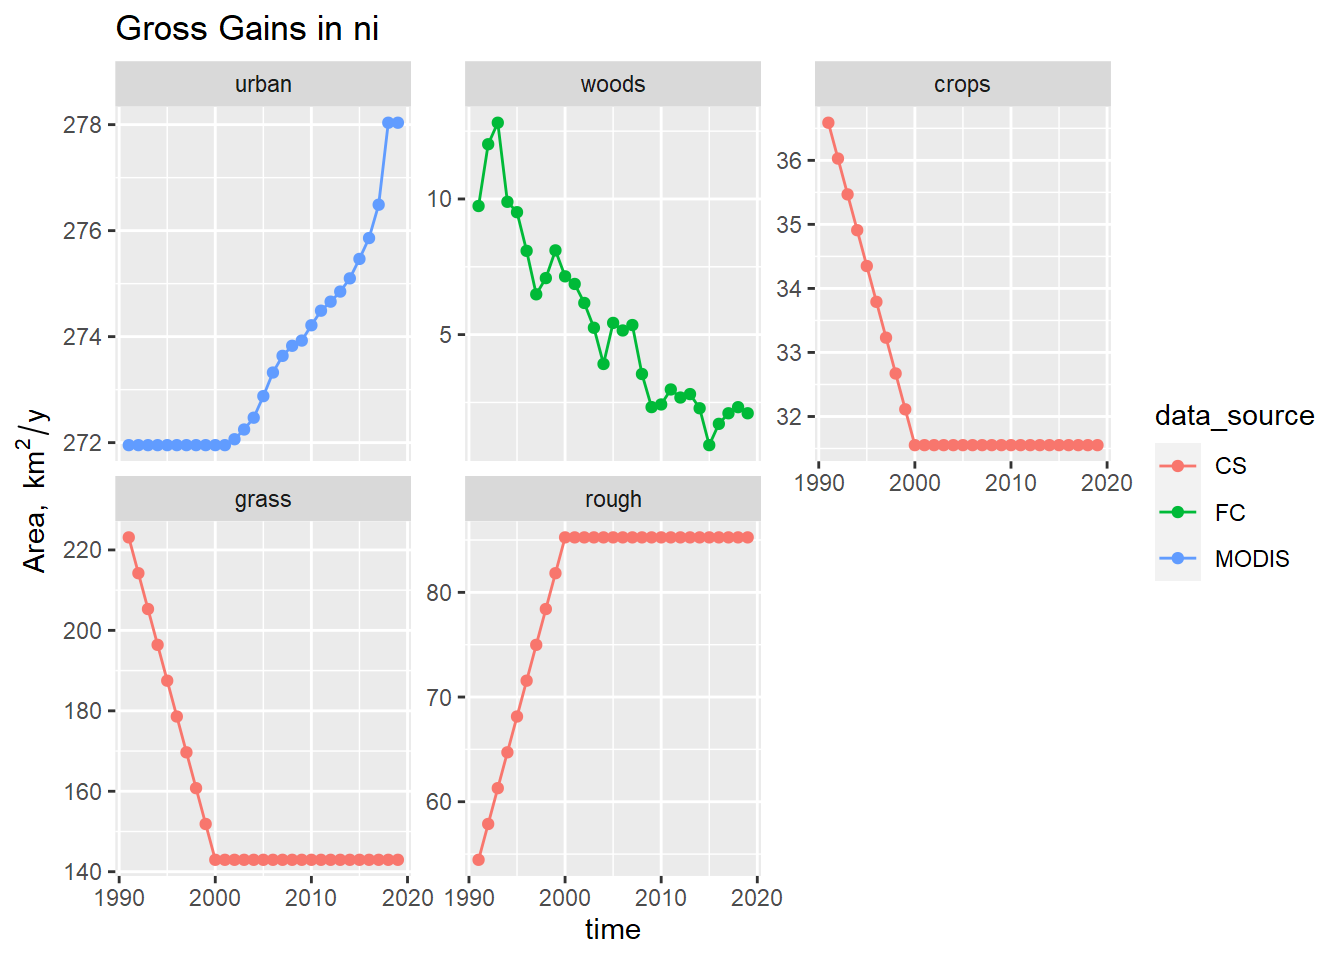 Gross Gains in ni
urban
woods
crops
278
276
274
272
10
5
36
35
34
33
32
1990 2000 2010 2020
grass
rough
220
200
180
160
140
80
70
60
1990 2000 2010 2020
1990 2000 2010 2020
Area, km²/y
time
data_source
CS
FC
MODIS